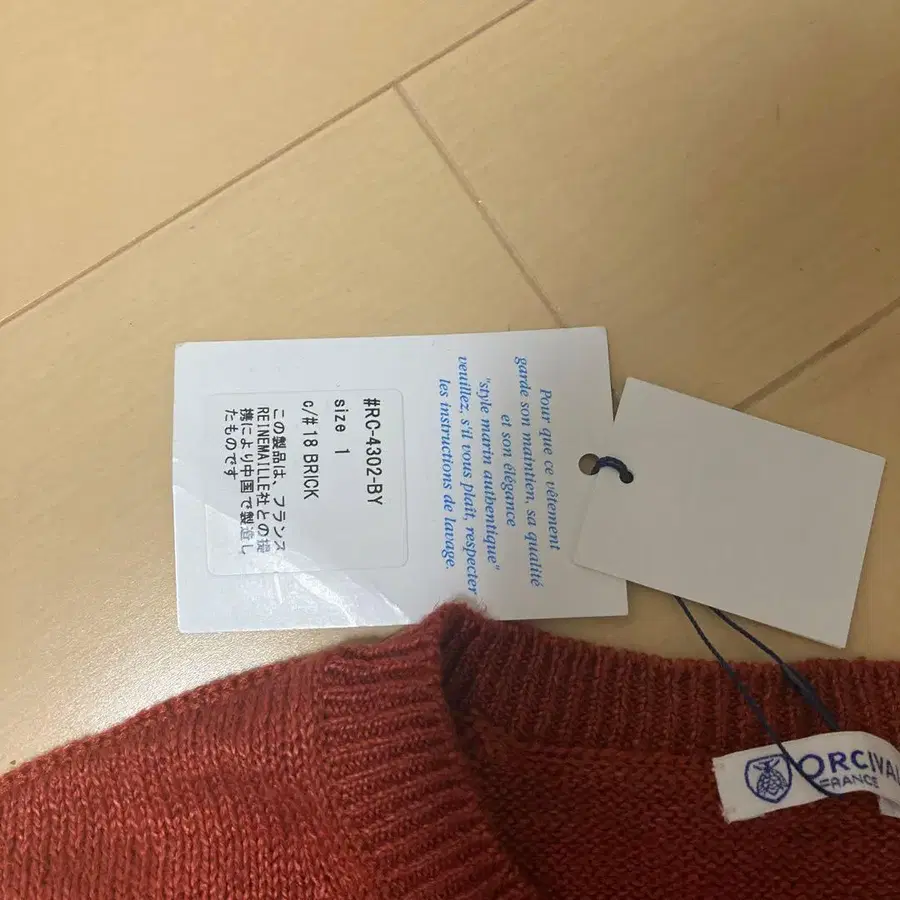 Pour que ce vêtement
garde son maintien, sa qualité
et son élégance
"style marin authentique"
veuillez, s'il vous plaît, respecter
les instructions de lavage.
#RC-4302-BY
size 1
c/# 18 BRICK
この製品は、フランス
REINEMAILLE社との提
携により中国で製造し
たものです
ORCIVAL
FRANCE